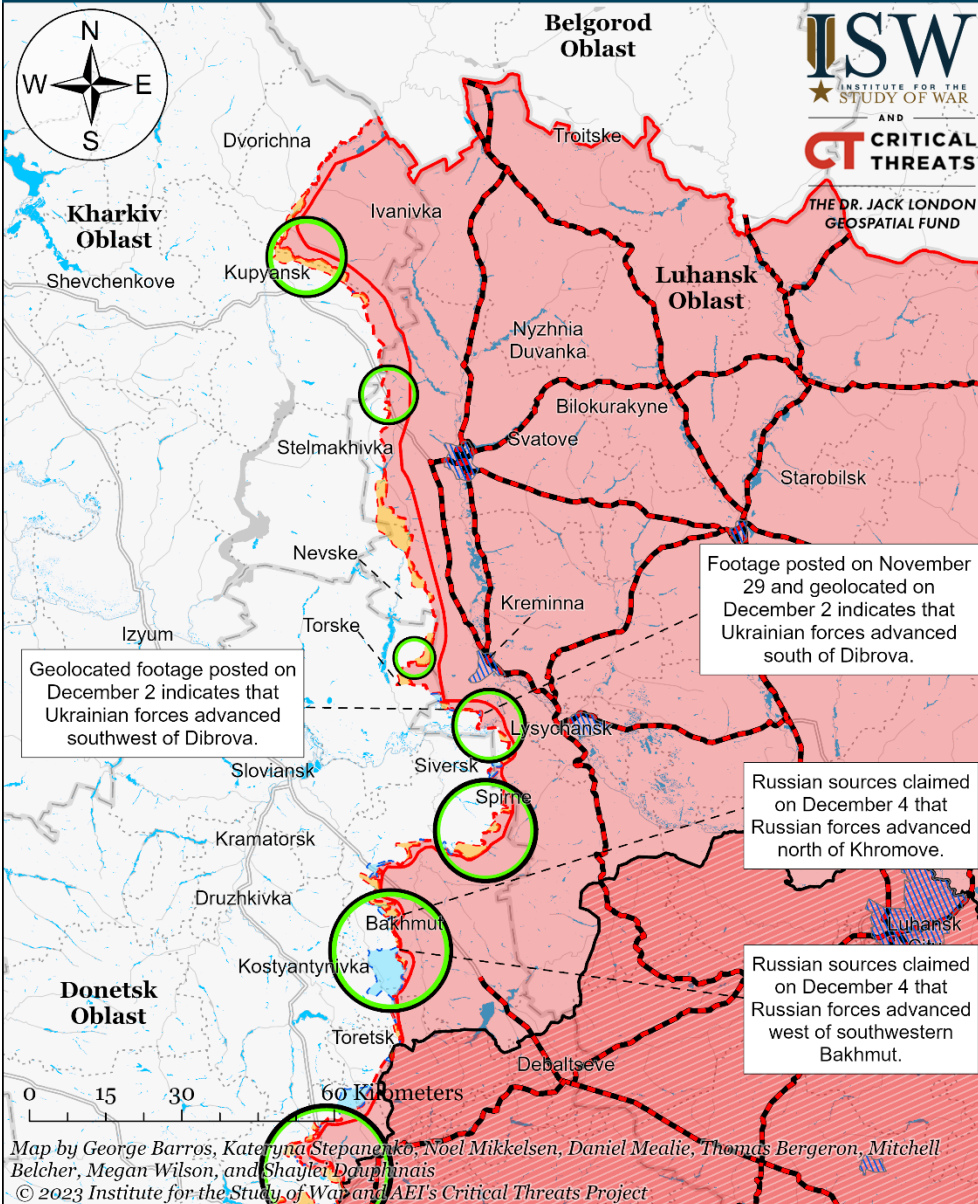 N
W E
S
Belgorod
Oblast
ISW
INSTITUTE FOR THE
STUDY OF WAR
AND
CT CRITICAL
THREATS
THE DR. JACK LONDON
GEOSPATIAL FUND
Dvorichna
Troitske
Kharkiv
Oblast
Ivanivka
Shevchenkove
Kupyansk
Luhansk
Oblast
Nyzhnia
Duvanka
Bilokurakyne
Stelmakhivka
Svatove
Starobilsk
Nevske
Footage posted on November
29 and geolocated on
December 2 indicates that
Ukrainian forces advanced
south of Dibrova.
Kreminna
Torske
Izyum
Geolocated footage posted on
December 2 indicates that
Ukrainian forces advanced
southwest of Dibrova.
Lysychansk
Siversk
Sloviansk
Spirne
Russian sources claimed
on December 4 that
Russian forces advanced
north of Khromove.
Kramatorsk
Druzhkivka
Bakhmut
Luhansk
City
Kostyantynivka
Russian sources claimed
on December 4 that
Russian forces advanced
west of southwestern
Bakhmut.
Donetsk
Oblast
Toretsk
Debaltseve
0 30 60 Kilometers
Map by George Barros, Kateryna Stepanenko, Noel Mikkelsen, Daniel Mealie, Thomas Bergeron, Mitchell
Belcher, Megan Wilson, and Shaylei Dauphinais
© 2023 Institute for the Study of War and AEI's Critical Threats Project